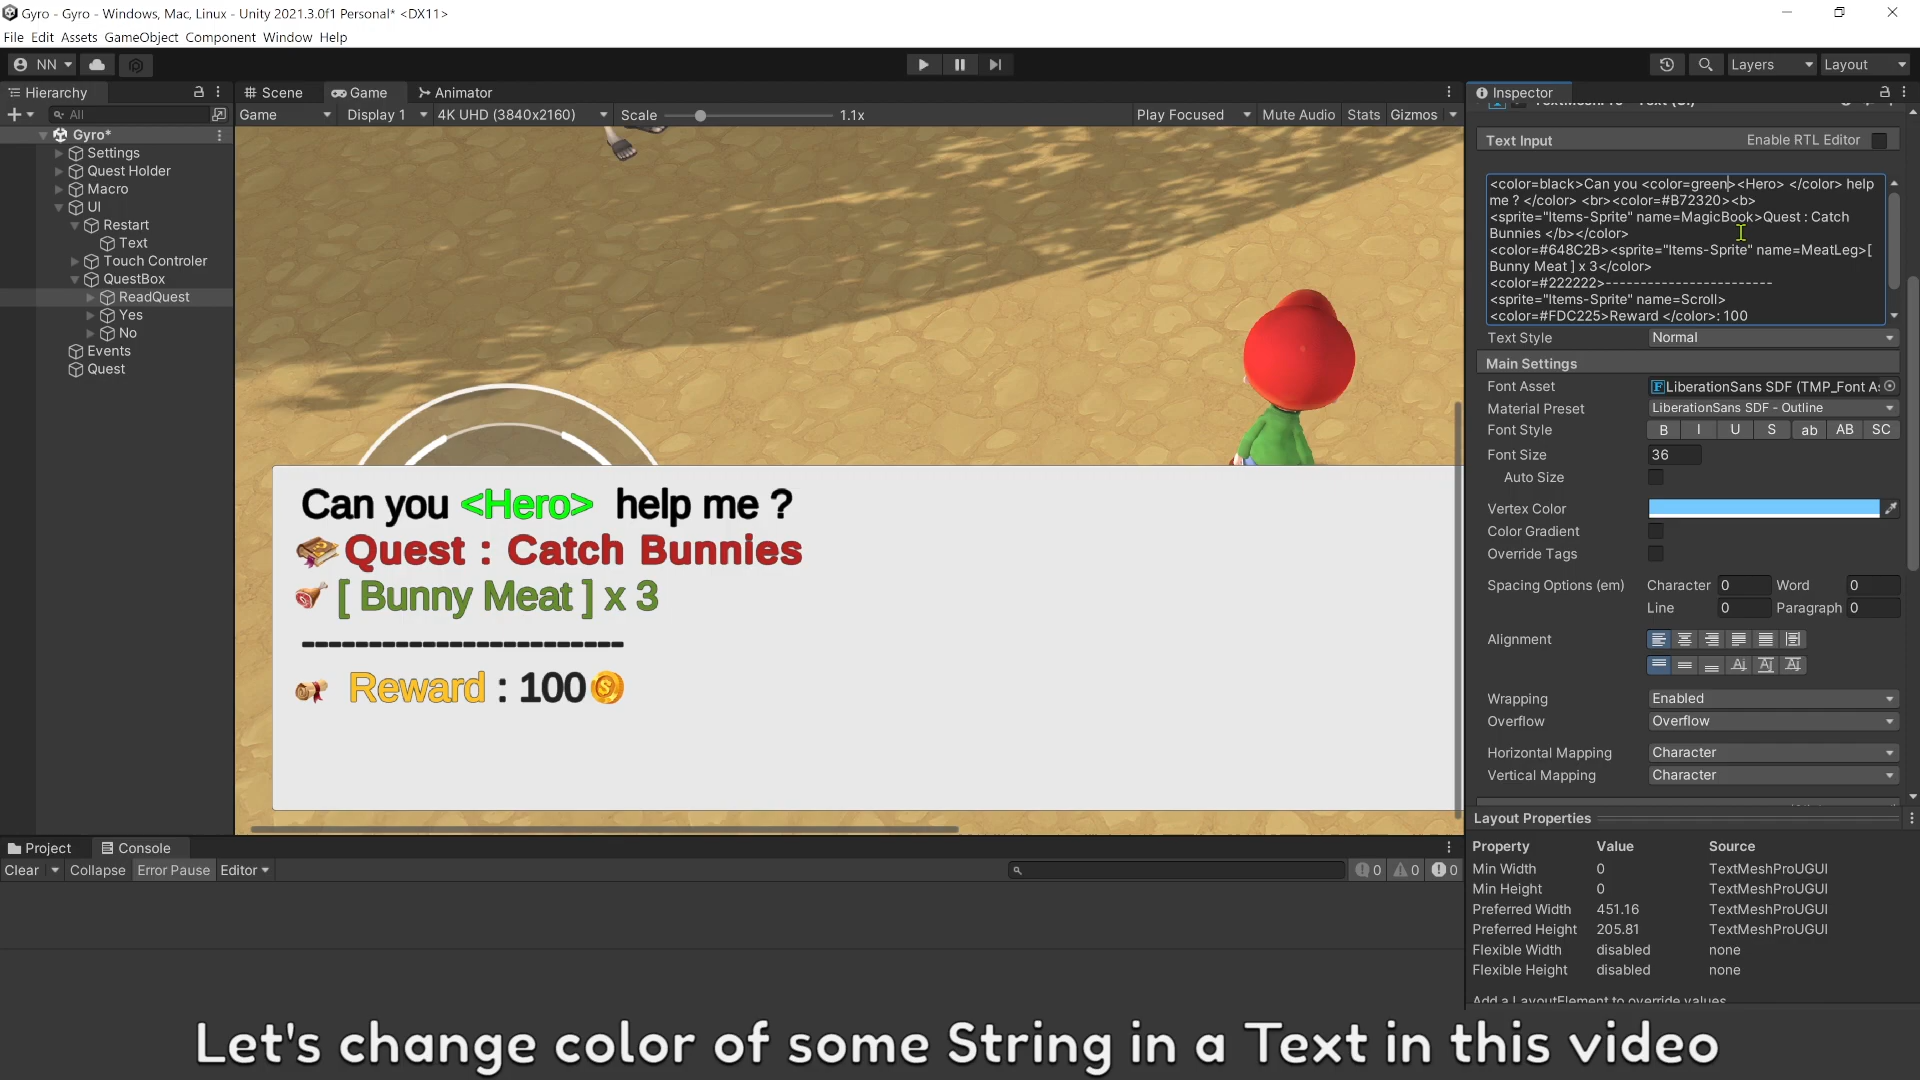 Gyro - Gyro - Windows, Mac, Linux - Unity 2021.3.0f1 Personal* <DX11>
File Edit Assets GameObject Component Window Help
NN Layers Layout
Hierarchy Scene Game Animator Inspector
All Game Display 1 4K UHD (3840x2160) Scale 1.1x Play Focused Mute Audio Stats Gizmos
Gyro*
Settings
Quest Holder
Macro
UI
Restart
Text
Touch Controler
QuestBox
ReadQuest
Yes
No
Events
Quest
Can you <Hero> help me ?
Quest : Catch Bunnies
[ Bunny Meat ] x 3
------------------------
Reward : 100
Text Input Enable RTL Editor
<color=black>Can you <color=green><Hero> </color> help
me ? </color> <br><color=#B72320><b>
<sprite="Items-Sprite" name=MagicBook>Quest : Catch
Bunnies </b></color>
<color=#648C2B><sprite="Items-Sprite" name=MeatLeg>[
Bunny Meat ] x 3</color>
<color=#222222>------------------------
<sprite="Items-Sprite" name=Scroll>
<color=#FDC225>Reward </color>: 100
Text Style Normal
Main Settings
Font Asset LiberationSans SDF (TMP_Font As
Material Preset LiberationSans SDF - Outline
Font Style B I U S ab AB SC
Font Size 36
Auto Size
Vertex Color
Color Gradient
Override Tags
Spacing Options (em) Character 0 Word 0
Line 0 Paragraph 0
Alignment
Wrapping Enabled
Overflow Overflow
Horizontal Mapping Character
Vertical Mapping Character
Layout Properties
Property Value Source
Min Width 0 TextMeshProUGUI
Min Height 0 TextMeshProUGUI
Preferred Width 451.16 TextMeshProUGUI
Preferred Height 205.81 TextMeshProUGUI
Flexible Width disabled none
Flexible Height disabled none
Add a LayoutElement to override values
Project Console
Clear Collapse Error Pause Editor 0 0 0
Let's change color of some String in a Text in this video